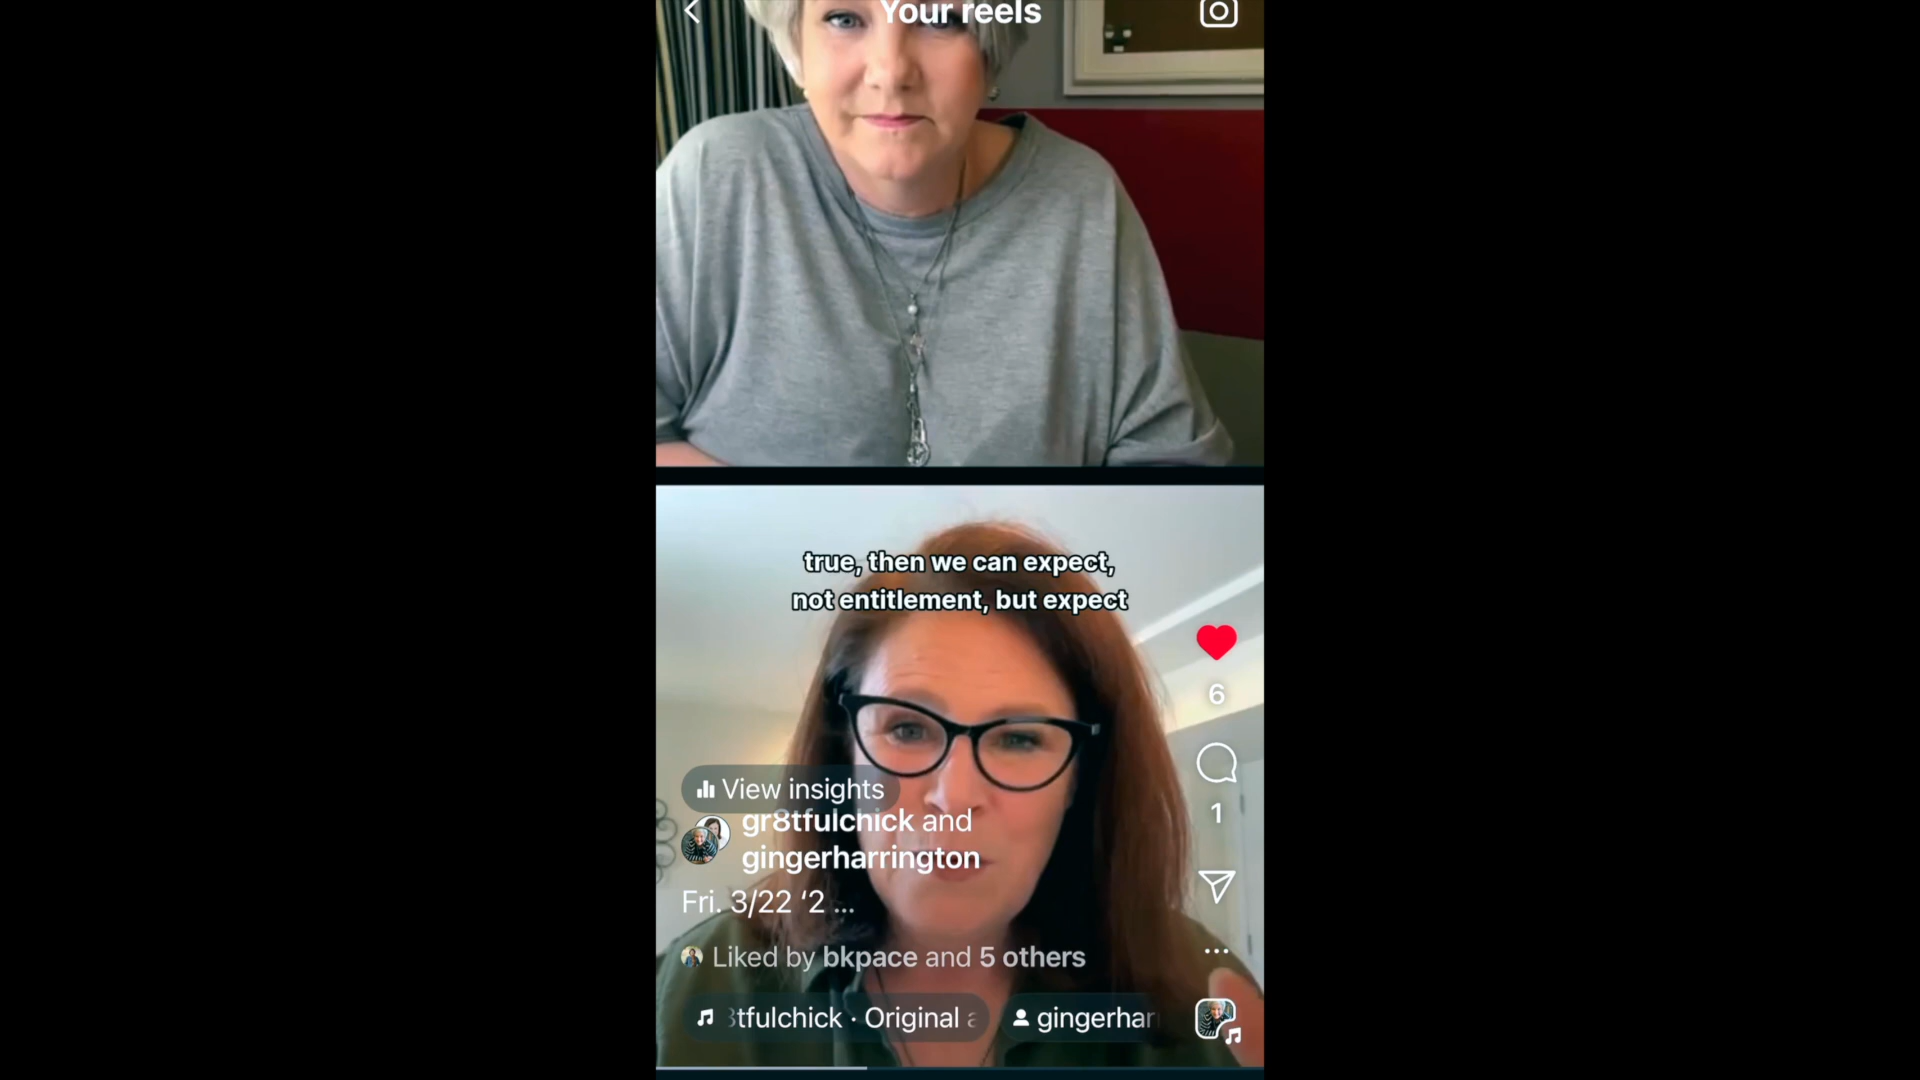 Your reels
true, then we can expect,
not entitlement, but expect
6
View insights
gr8tfulchick and
gingerharrington
1
Fri. 3/22 ‘2 ...
Liked by bkpace and 5 others
tfulchick · Original
gingerhar